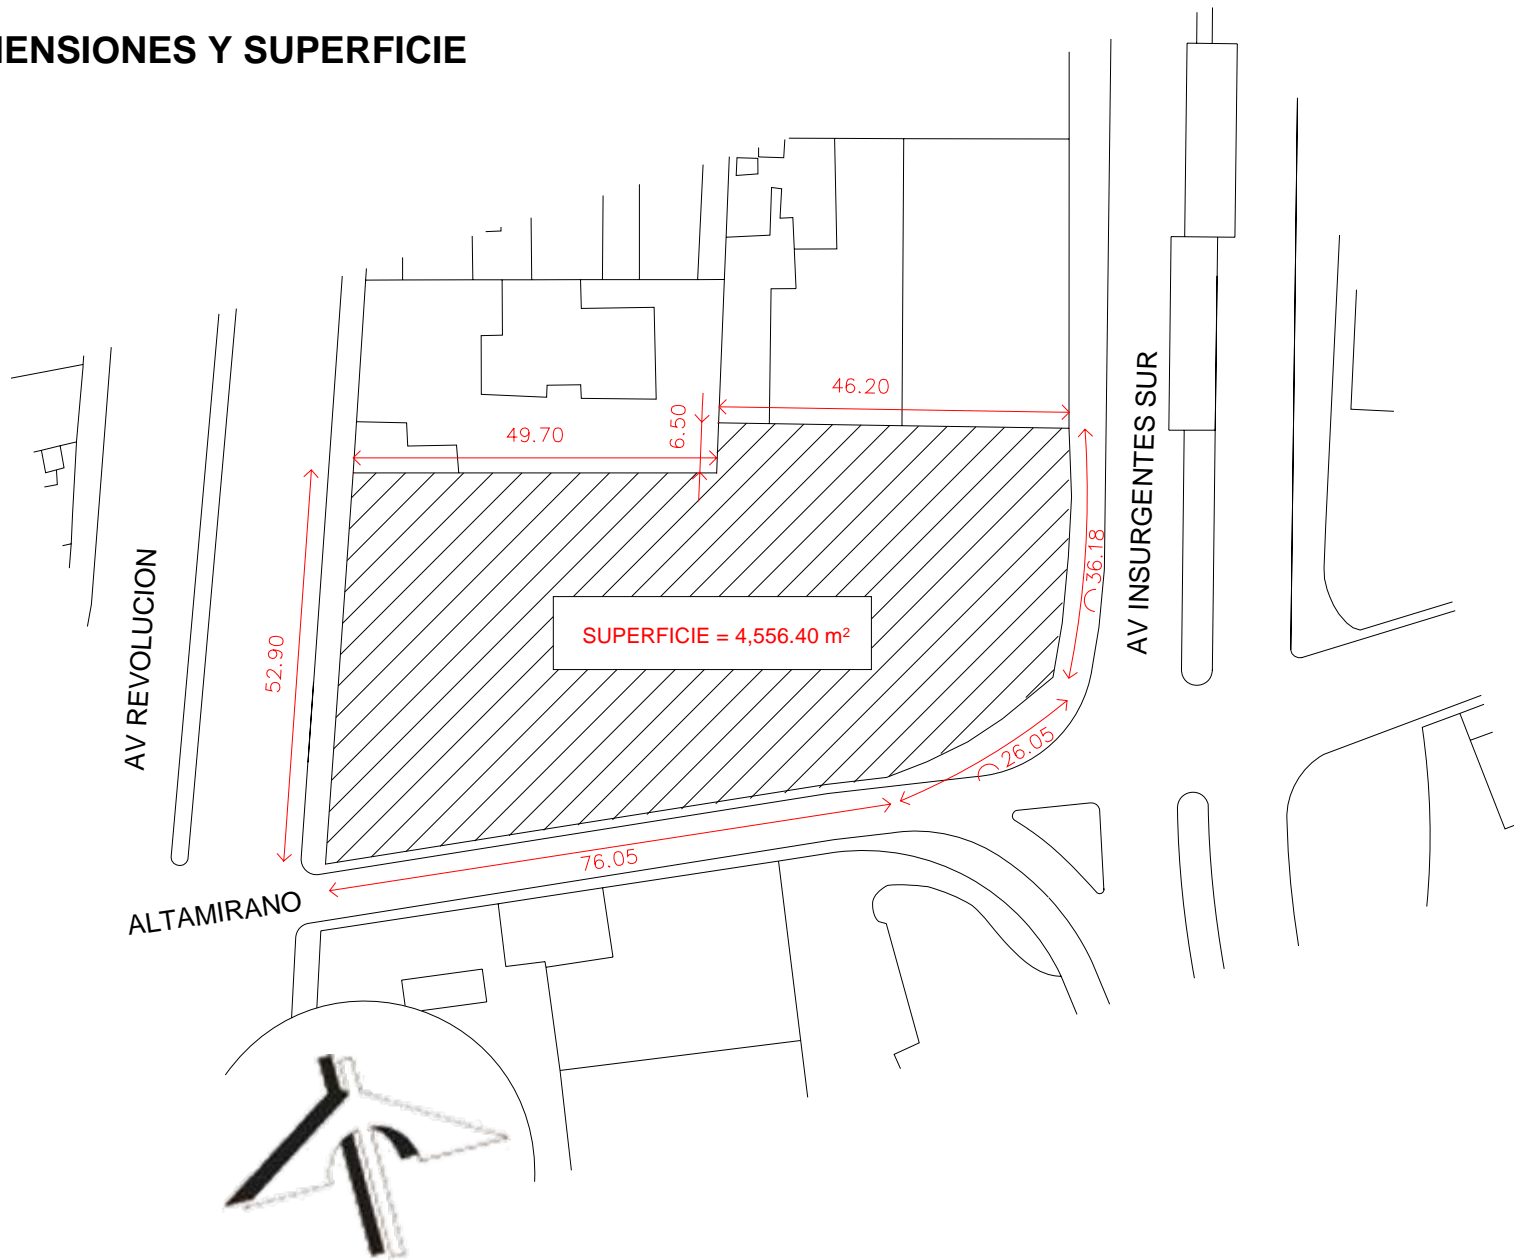 MENSIONES Y SUPERFICIE
46.20
49.70
6.50
AV INSURGENTES SUR
36.18
AV REVOLUCION
SUPERFICIE = 4,556.40 m²
52.90
26.05
76.05
ALTAMIRANO